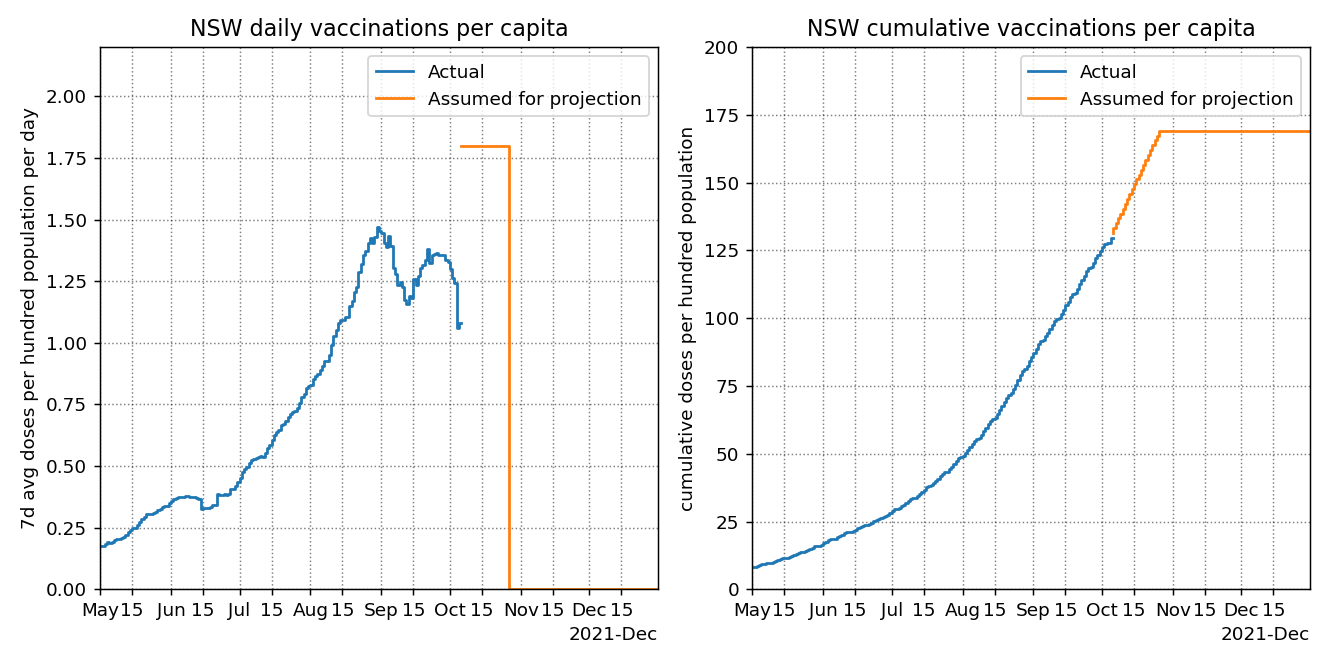 NSW daily vaccinations per capita
7d avg doses per hundred population per day
2.00
1.75
1.50
1.25
1.00
0.75
0.50
0.25
0.00
Actual
Assumed for projection
May 15 Jun 15 Jul 15 Aug 15 Sep 15 Oct 15 Nov 15 Dec 15
2021-Dec
NSW cumulative vaccinations per capita
cumulative doses per hundred population
200
175
150
125
100
75
50
25
0
Actual
Assumed for projection
May 15 Jun 15 Jul 15 Aug 15 Sep 15 Oct 15 Nov 15 Dec 15
2021-Dec